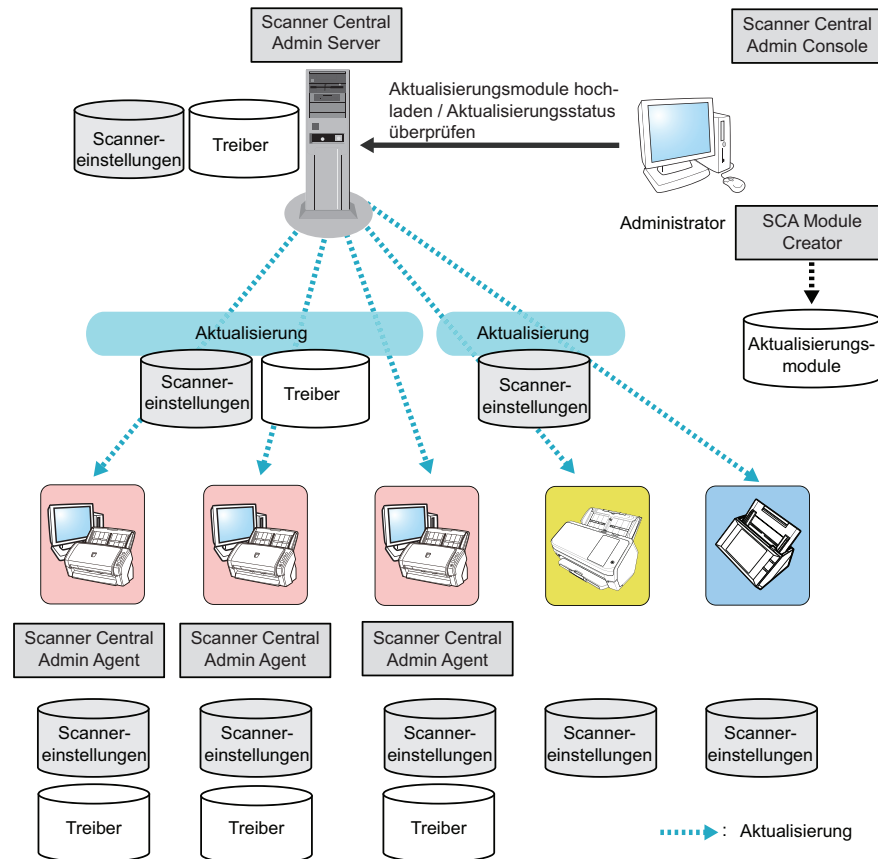 Scanner Central
Admin Server
Scanner Central
Admin Console
Aktualisierungsmodule hoch-
laden / Aktualisierungsstatus
überprüfen
Scanner-
einstellungen
Treiber
Administrator
SCA Module
Creator
Aktualisierung
Aktualisierung
Aktualisierungs-
module
Scanner-
einstellungen
Treiber
Scanner-
einstellungen
Scanner Central
Admin Agent
Scanner Central
Admin Agent
Scanner Central
Admin Agent
Scanner-
einstellungen
Scanner-
einstellungen
Scanner-
einstellungen
Scanner-
einstellungen
Scanner-
einstellungen
Treiber
Treiber
Treiber
: Aktualisierung